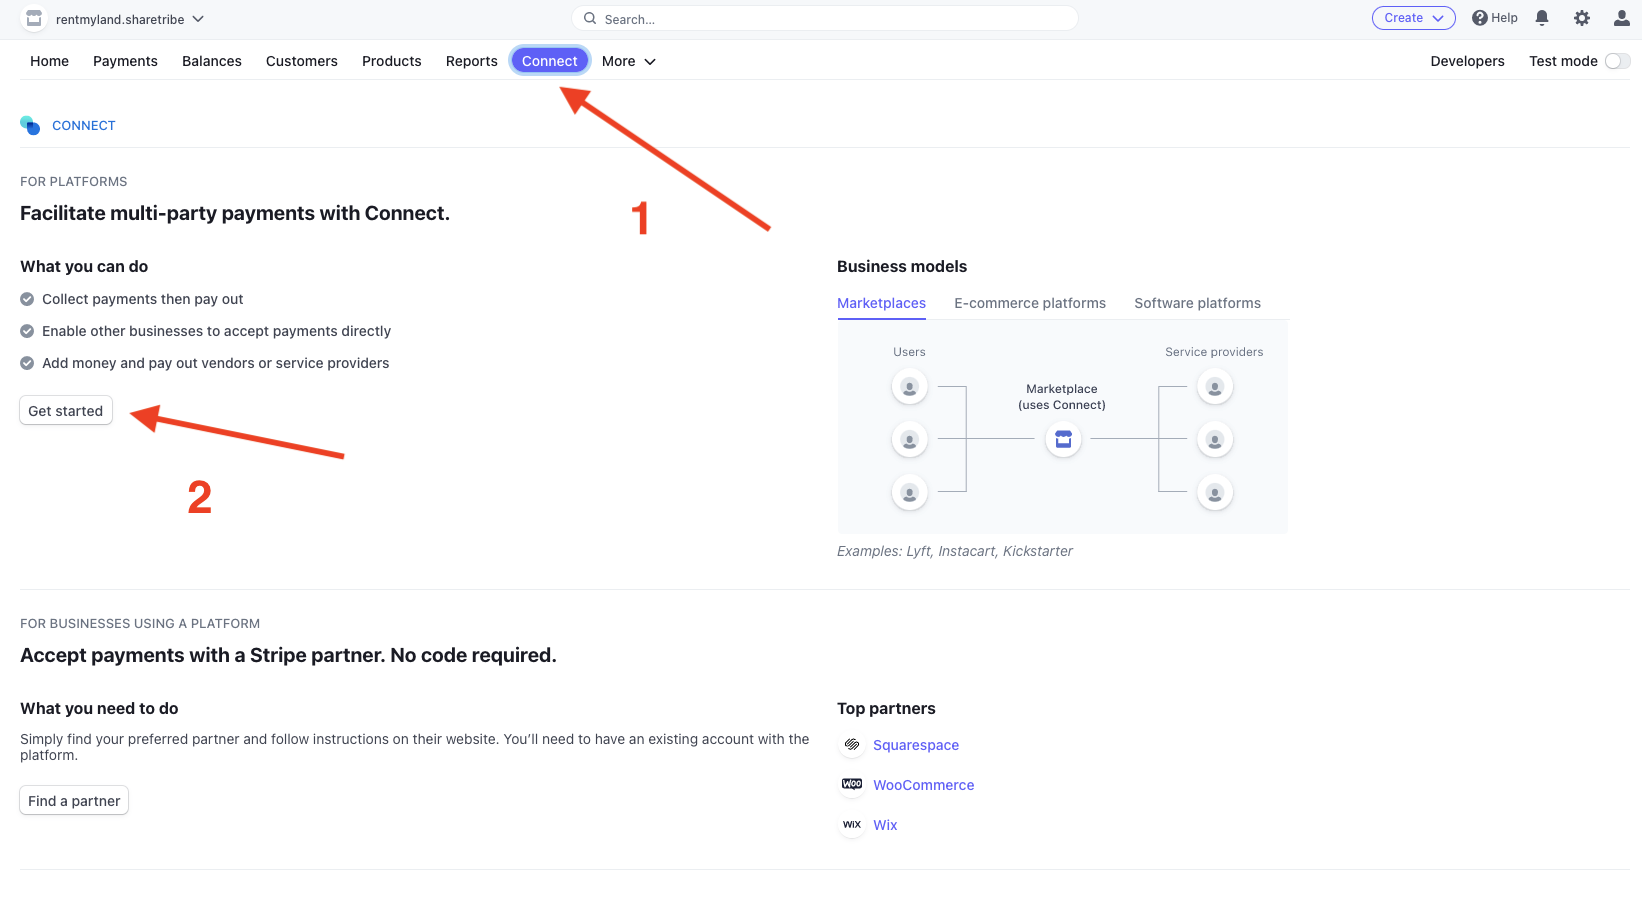 rentmyland.sharetribe
Search...
Create
Help
Home Payments Balances Customers Products Reports Connect More
Developers Test mode
CONNECT
FOR PLATFORMS
Facilitate multi-party payments with Connect.
1
What you can do
Collect payments then pay out
Enable other businesses to accept payments directly
Add money and pay out vendors or service providers
Get started
2
Business models
Marketplaces E-commerce platforms Software platforms
Users
Service providers
Marketplace
(uses Connect)
Examples: Lyft, Instacart, Kickstarter
FOR BUSINESSES USING A PLATFORM
Accept payments with a Stripe partner. No code required.
What you need to do
Simply find your preferred partner and follow instructions on their website. You’ll need to have an existing account with the
platform.
Find a partner
Top partners
Squarespace
WOO WooCommerce
WiX Wix